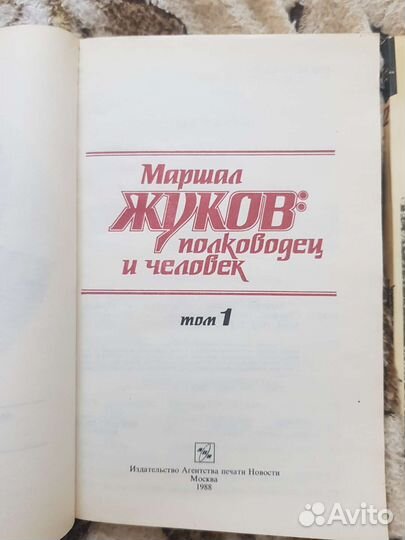 Маршал
ЖУКОВ:
полководец
и человек
том 1
Издательство Агентства печати Новости
Москва
1988
Avito